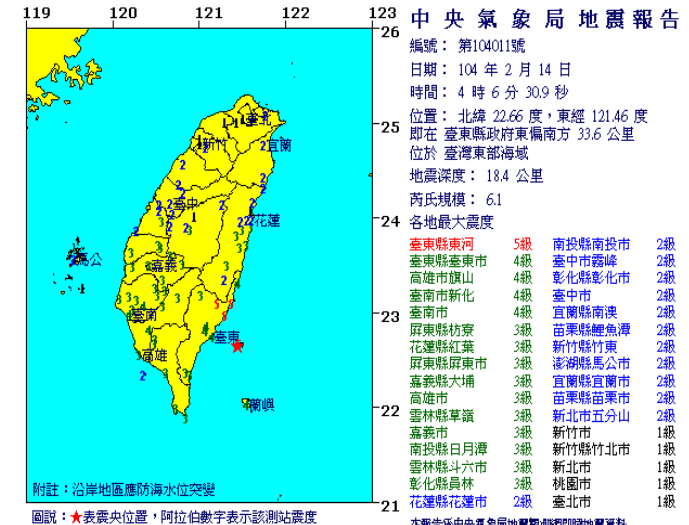 119 120 121 122 123
26
25
24
23
22
21
臺北
新竹
宜蘭
臺中
花蓮
馬公
嘉義
臺南
臺東
高雄
蘭嶼
附註：沿岸地區應防海水位突變
圖說：★表震央位置，阿拉伯數字表示該測站震度
中央氣象局地震報告
編號： 第104011號
日期： 104 年 2 月 14 日
時間： 4 時 6 分 30.9 秒
位置： 北緯 22.66 度，東經 121.46 度
即在 臺東縣政府東偏南方 33.6 公里
位於 臺灣東部海域
地震深度： 18.4 公里
芮氏規模： 6.1
各地最大震度
臺東縣東河 5級 南投縣南投市 2級
臺東縣臺東市 4級 臺中市霧峰 2級
高雄市旗山 4級 彰化縣彰化市 2級
臺南市新化 4級 臺中市 2級
臺南市 4級 宜蘭縣南澳 2級
屏東縣枋寮 3級 苗栗縣鯉魚潭 2級
花蓮縣紅葉 3級 新竹縣竹東 2級
屏東縣屏東市 3級 澎湖縣馬公市 2級
嘉義縣大埔 3級 宜蘭縣宜蘭市 2級
高雄市 3級 苗栗縣苗栗市 2級
雲林縣草嶺 3級 新北市五分山 2級
嘉義市 3級 新竹市 1級
南投縣日月潭 3級 新竹縣竹北市 1級
雲林縣斗六市 3級 新北市 1級
彰化縣員林 3級 桃園市 1級
花蓮縣花蓮市 2級 臺北市 1級